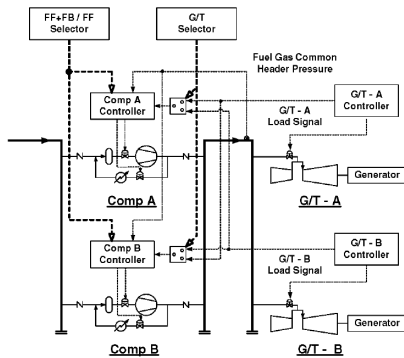 FF+FB / FF
Selector
G/T
Selector
Fuel Gas Common
Header Pressure
Comp A
Controller
G/T - A
Controller
G/T - A
Load Signal
Generator
Comp A
G/T - A
Comp B
Controller
G/T - B
Controller
G/T - B
Load Signal
Generator
Comp B
G/T - B